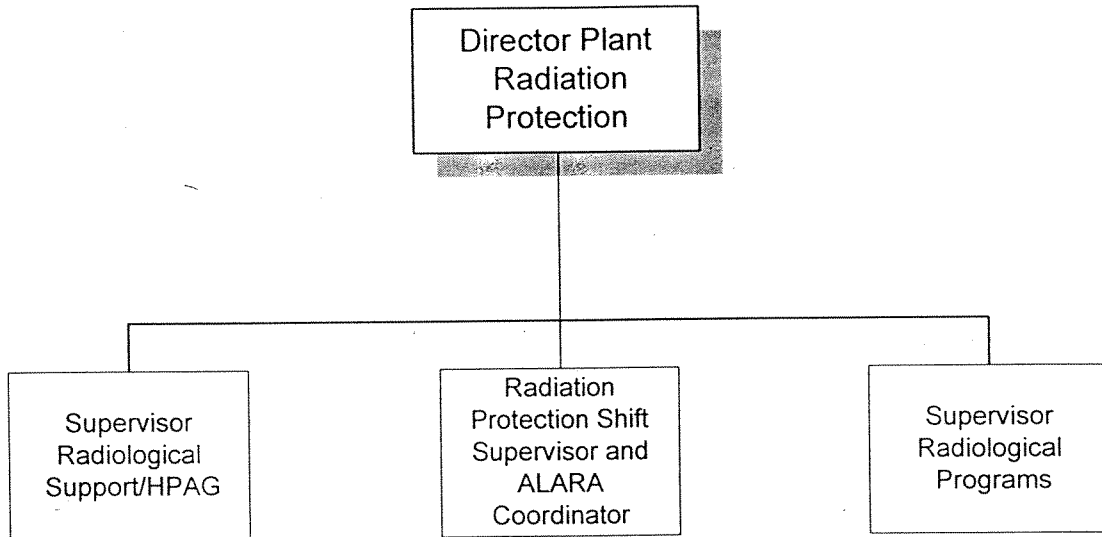 Director Plant
Radiation
Protection
Supervisor
Radiological
Support/HPAG
Radiation
Protection Shift
Supervisor and
ALARA
Coordinator
Supervisor
Radiological
Programs